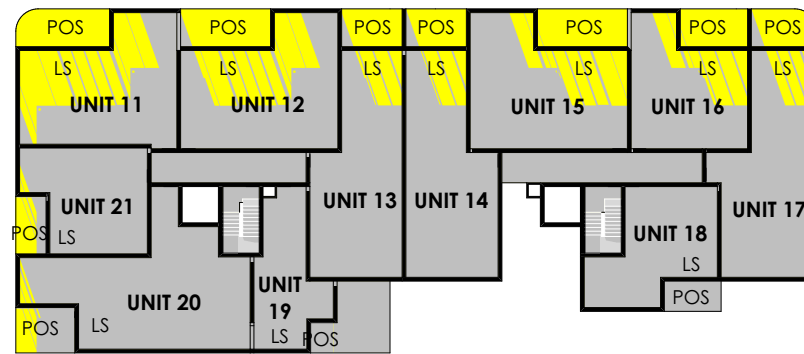 POS
POS
POS
POS
POS
POS
POS
LS
LS
LS
LS
LS
LS
LS
UNIT 11
UNIT 12
UNIT 15
UNIT 16
UNIT 21
UNIT 13
UNIT 14
UNIT 17
POS
LS
UNIT 18
LS
UNIT 20
UNIT
19
POS
POS
LS
LS
POS